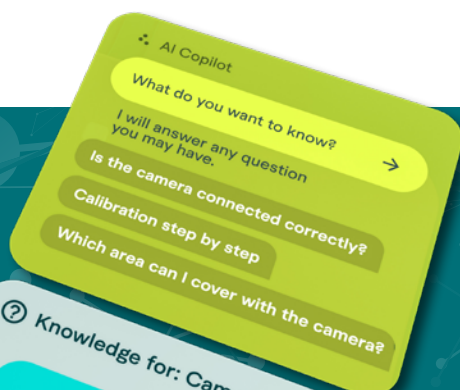 AI Copilot
What do you want to know?
I will answer any question
you may have.
Is the camera connected correctly?
Calibration step by step
Which area can I cover with the camera?
Knowledge for: